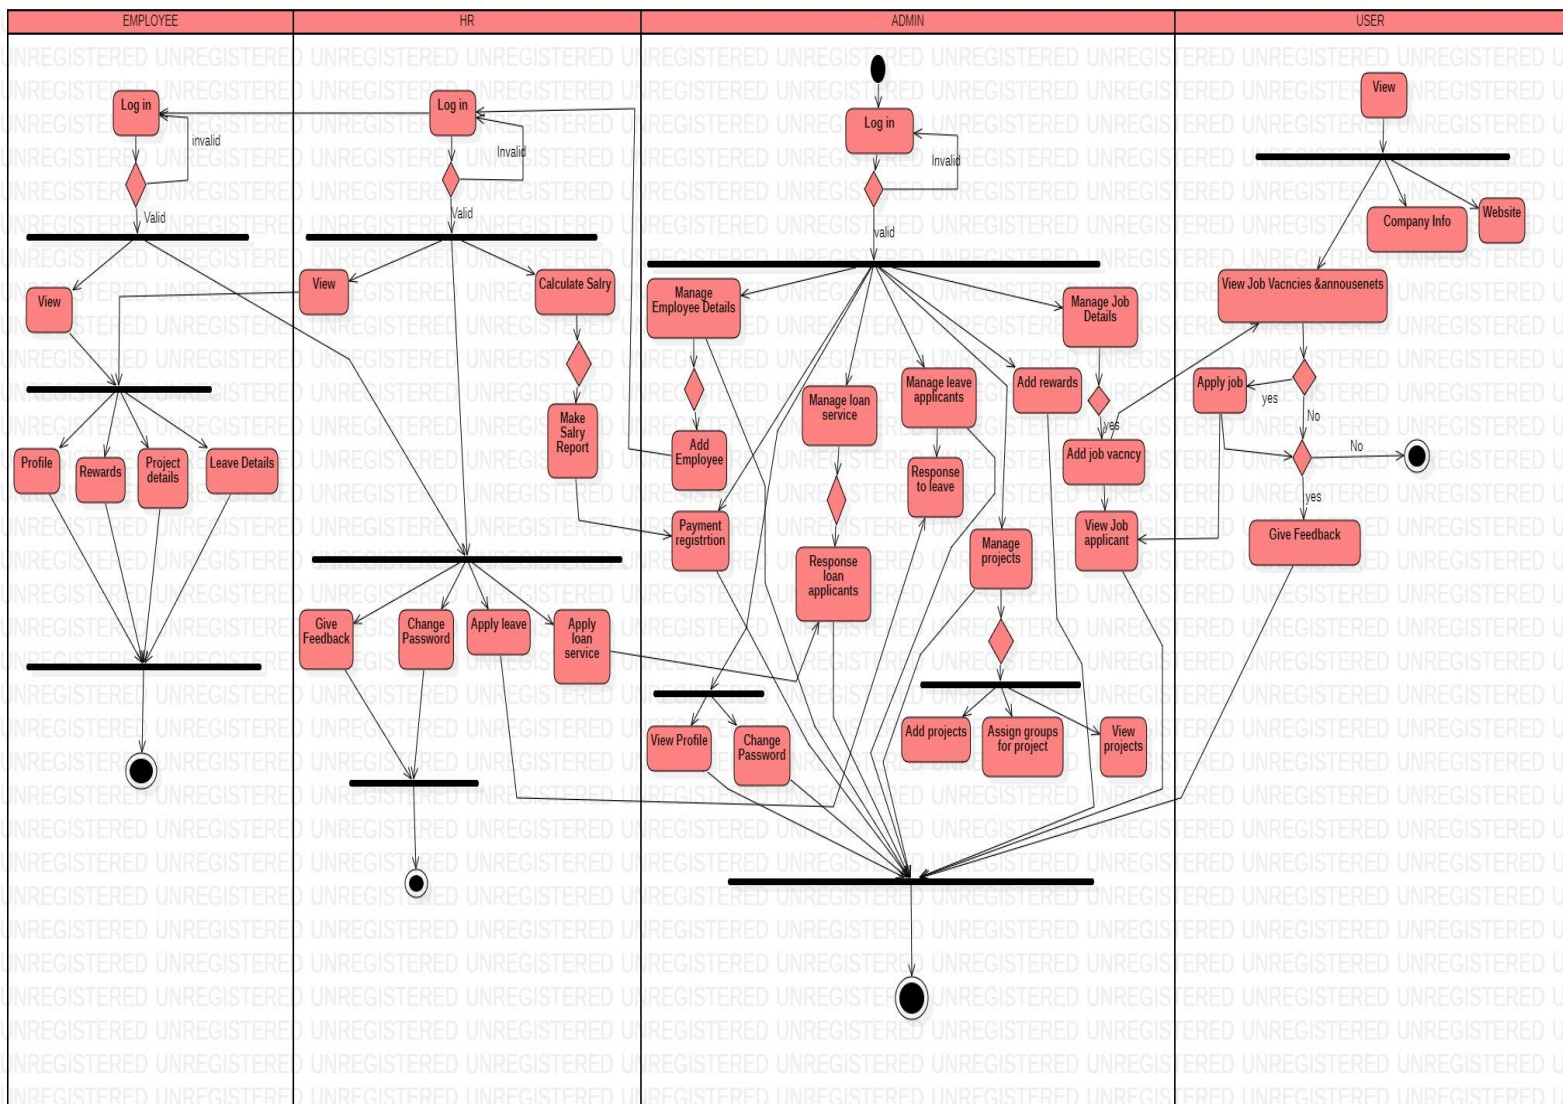 EMPLOYEE
HR
ADMIN
USER
Log in
invalid
Valid
View
Profile
Rewards
Project
details
Leave Details
Log in
Invalid
Valid
View
Calculate Salry
Make
Salry
Report
Give
Feedback
Change
Password
Apply leave
Apply
loan
service
Log in
Invalid
valid
Manage
Employee Details
Add
Employee
Payment
registrtion
Manage loan
service
Response
loan
applicants
Manage leave
applicants
Response
to leave
Add rewards
Manage Job
Details
yes
Add job vacncy
View Job
applicant
Manage
projects
Add projects
Assign groups
for project
View
projects
View Profile
Change
Password
View
Company Info
Website
View Job Vacncies &annousenets
Apply job
yes
No
No
yes
Give Feedback
UNREGISTERED